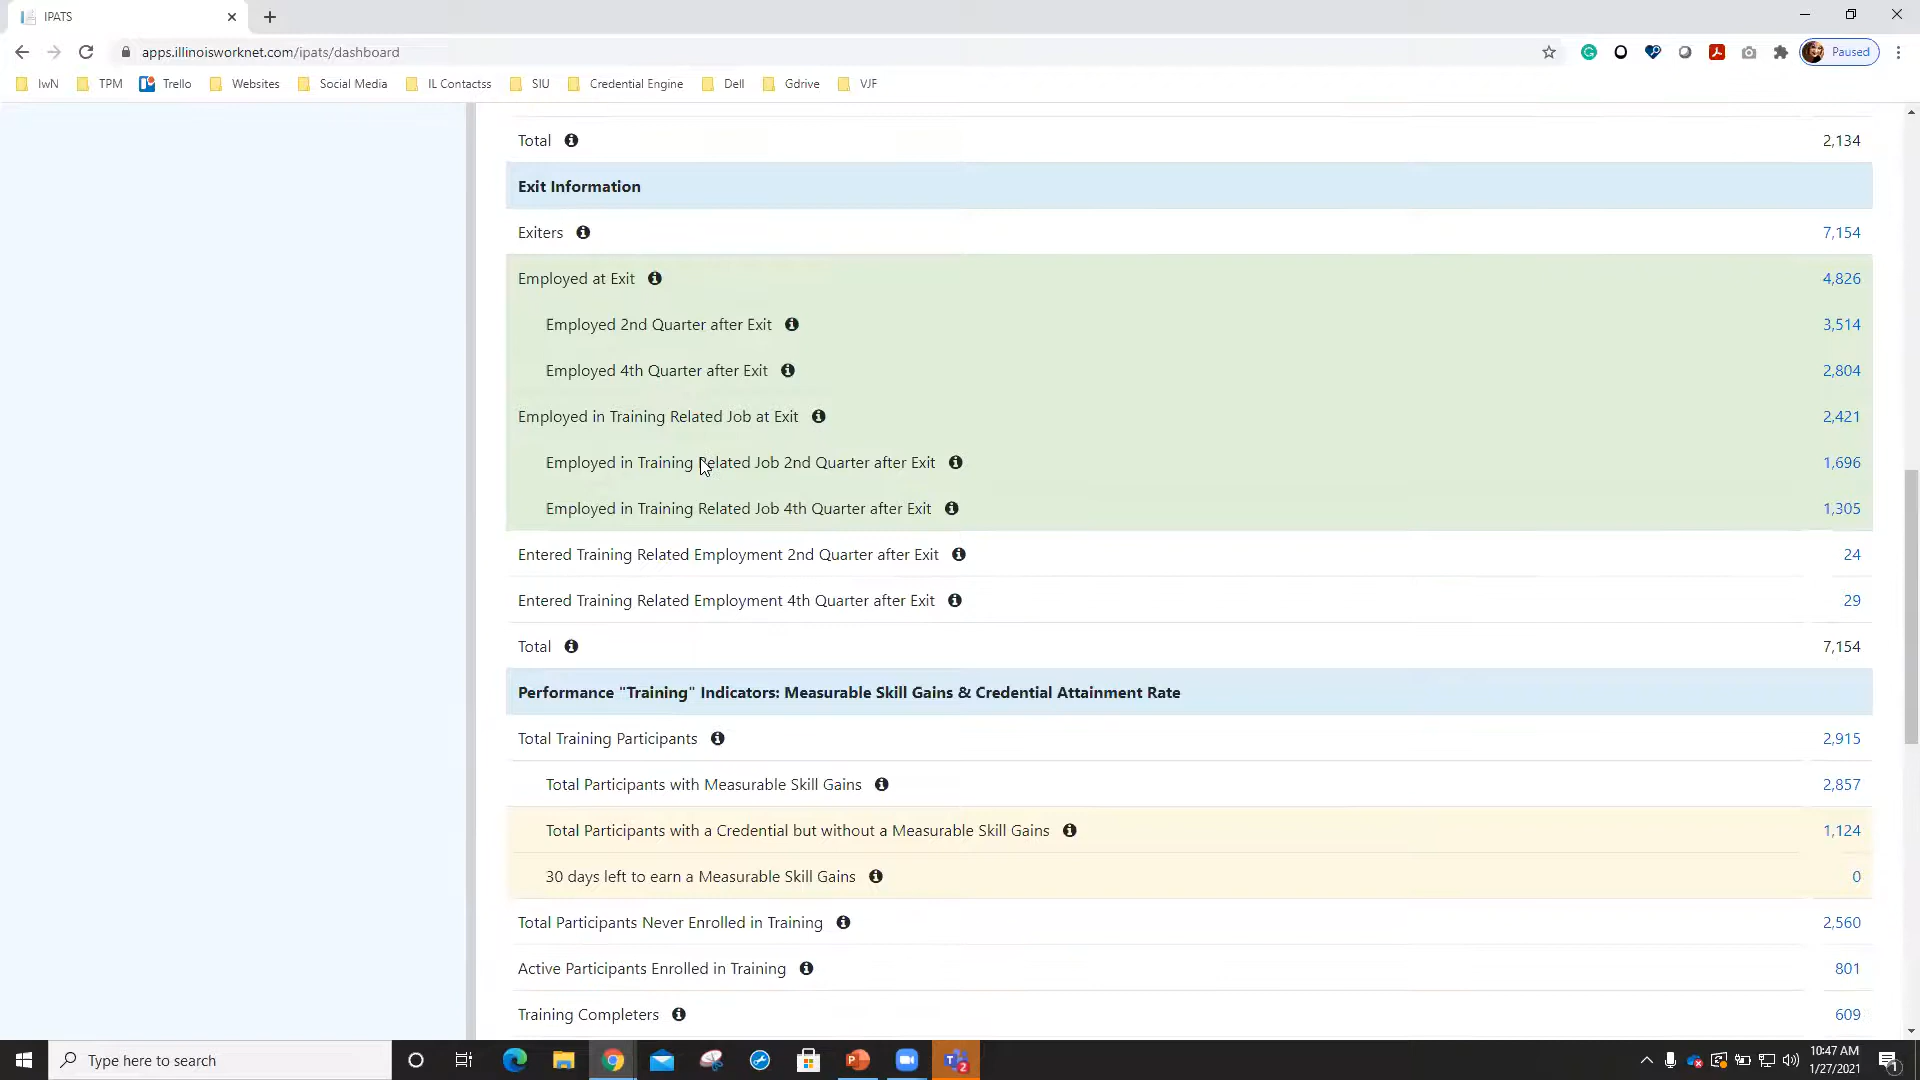 IPATS
apps.illinoisworknet.com/ipats/dashboard
Paused
IwN TPM Trello Websites Social Media IL Contactss SIU Credential Engine Dell Gdrive VJF
Total 2,134
Exit Information
Exiters 7,154
Employed at Exit 4,826
Employed 2nd Quarter after Exit 3,514
Employed 4th Quarter after Exit 2,804
Employed in Training Related Job at Exit 2,421
Employed in Training Related Job 2nd Quarter after Exit 1,696
Employed in Training Related Job 4th Quarter after Exit 1,305
Entered Training Related Employment 2nd Quarter after Exit 24
Entered Training Related Employment 4th Quarter after Exit 29
Total 7,154
Performance "Training" Indicators: Measurable Skill Gains & Credential Attainment Rate
Total Training Participants 2,915
Total Participants with Measurable Skill Gains 2,857
Total Participants with a Credential but without a Measurable Skill Gains 1,124
30 days left to earn a Measurable Skill Gains 0
Total Participants Never Enrolled in Training 2,560
Active Participants Enrolled in Training 801
Training Completers 609
Type here to search
10:47 AM
1/27/2021